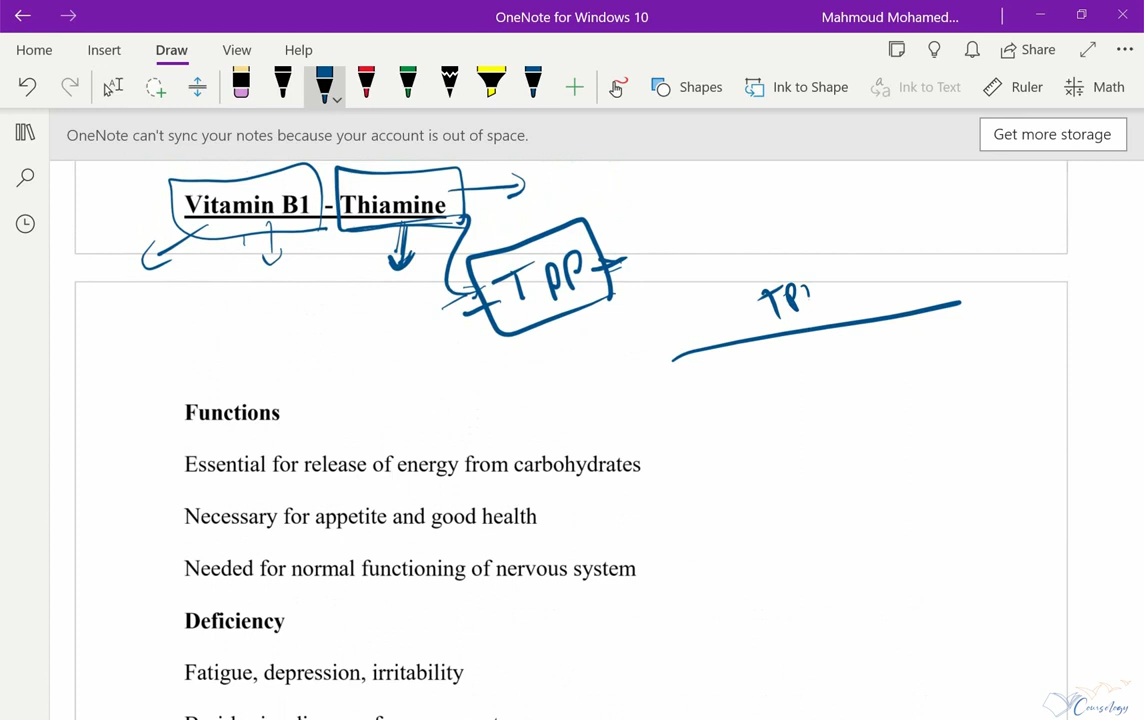 OneNote for Windows 10
Mahmoud Mohamed...
Home Insert Draw View Help
Share
Shapes Ink to Shape Ink to Text Ruler Math
OneNote can't sync your notes because your account is out of space.
Get more storage
Vitamin B1 - Thiamine
TPP
Functions
Essential for release of energy from carbohydrates
Necessary for appetite and good health
Needed for normal functioning of nervous system
Deficiency
Fatigue, depression, irritability
Courselogy